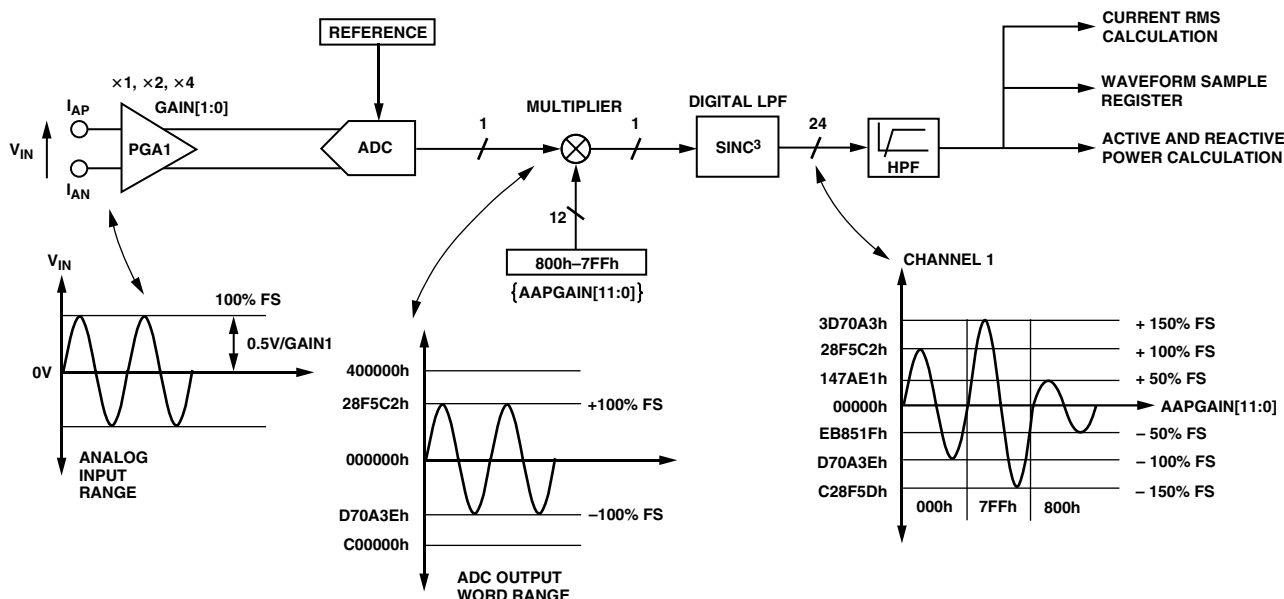 CURRENT RMS
CALCULATION
REFERENCE
×1, ×2, ×4
GAIN[1:0]
MULTIPLIER
DIGITAL LPF
WAVEFORM SAMPLE
REGISTER
IAP
1
1
24
VIN
PGA1
ADC
SINC3
HPF
ACTIVE AND REACTIVE
POWER CALCULATION
IAN
12
800h–7FFh
{AAPGAIN[11:0]}
VIN
100% FS
0.5V/GAIN1
0V
ANALOG
INPUT
RANGE
400000h
28F5C2h
+100% FS
000000h
D70A3Eh
–100% FS
C00000h
ADC OUTPUT
WORD RANGE
CHANNEL 1
3D70A3h
+ 150% FS
28F5C2h
+ 100% FS
147AE1h
+ 50% FS
00000h
AAPGAIN[11:0]
EB851Fh
– 50% FS
D70A3Eh
– 100% FS
C28F5Dh
– 150% FS
000h
7FFh
800h